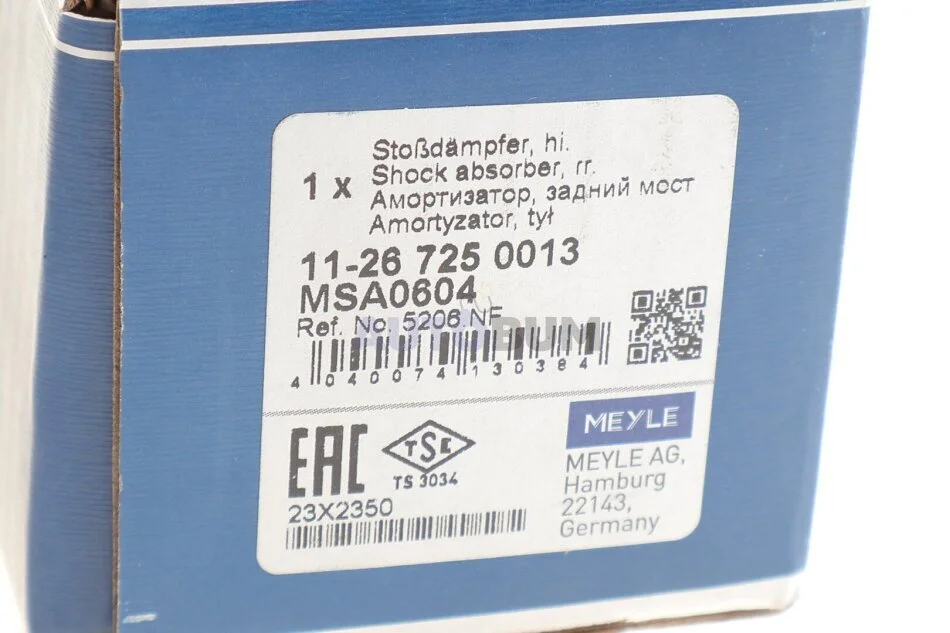 Stoßdämpfer, hi.
1 x Shock absorber, rr.
Амортизатор, задний мост
Amortyzator, tył
11-26 725 0013
MSA0604
Ref. No. 5206 NF
AUTOBUM
4 040074 130384
EAC
TSE
TS 3034
23X2350
MEYLE
MEYLE AG,
Hamburg
22143,
Germany